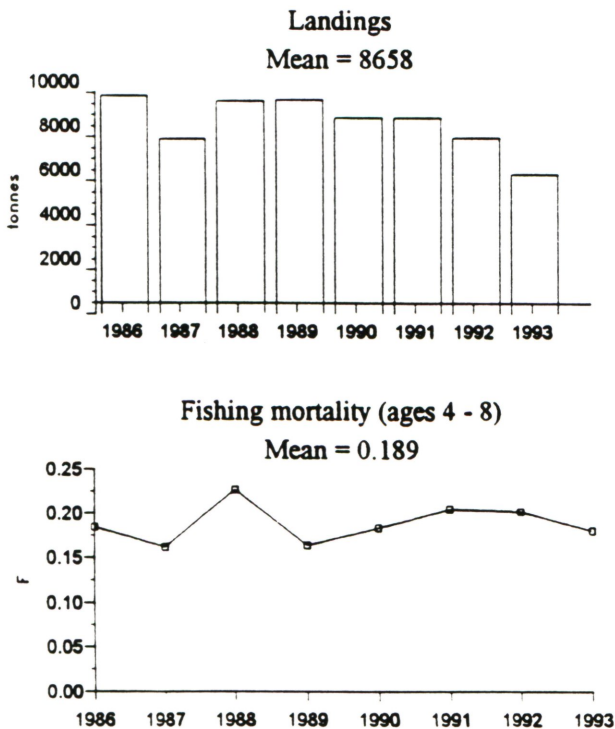 Landings
Mean = 8658
10000
8000
6000
4000
2000
0
tonnes
1986 1987 1988 1989 1990 1991 1992 1993
Fishing mortality (ages 4 - 8)
Mean = 0.189
0.25
0.20
0.15
0.10
0.05
0.00
F
1986 1987 1988 1989 1990 1991 1992 1993